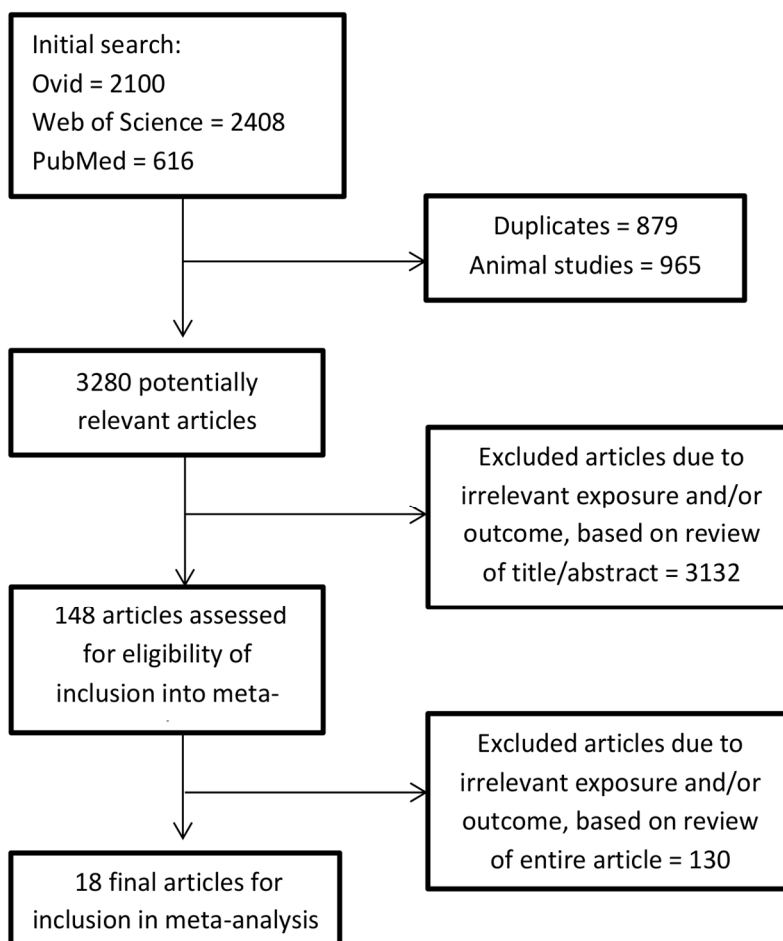 Initial search:
Ovid = 2100
Web of Science = 2408
PubMed = 616
Duplicates = 879
Animal studies = 965
3280 potentially
relevant articles
Excluded articles due to
irrelevant exposure and/or
outcome, based on review
of title/abstract = 3132
148 articles assessed
for eligibility of
inclusion into meta-
Excluded articles due to
irrelevant exposure and/or
outcome, based on review
of entire article = 130
18 final articles for
inclusion in meta-analysis